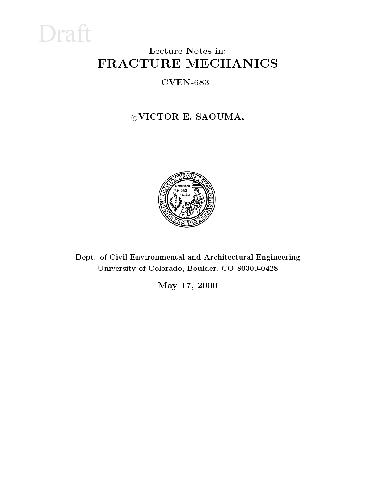 Draft
Lecture Notes in:
FRACTURE MECHANICS
CVEN-683
©VICTOR E. SAOUMA,
Dept. of Civil Environmental and Architectural Engineering
University of Colorado, Boulder, CO 80309-0428
May 17, 2000